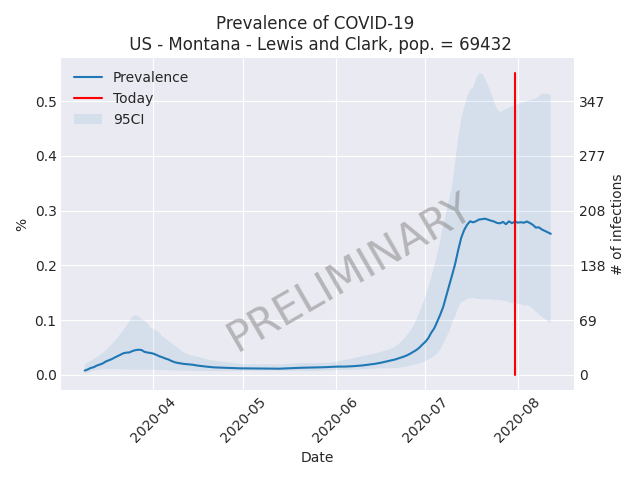 Prevalence of COVID-19
US - Montana - Lewis and Clark, pop. = 69432
Prevalence
Today
95CI
%
0.5
0.4
0.3
0.2
0.1
0.0
347
277
208
138
69
0
# of infections
PRELIMINARY
2020-04
2020-05
2020-06
2020-07
2020-08
Date